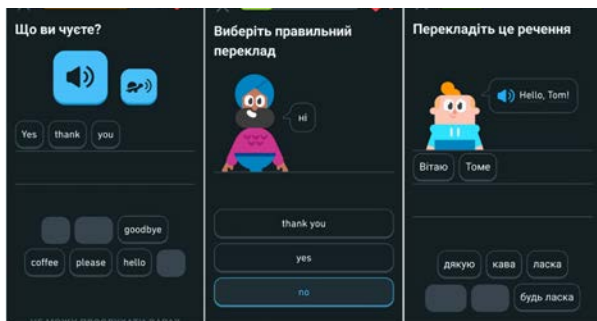 Що ви чуєте?
Yes thank you
goodbye
coffee please hello
Виберіть правильний
переклад
ні
thank you
yes
no
Перекладіть це речення
Hello, Tom!
Вітаю Томе
дякую кава ласка
будь ласка